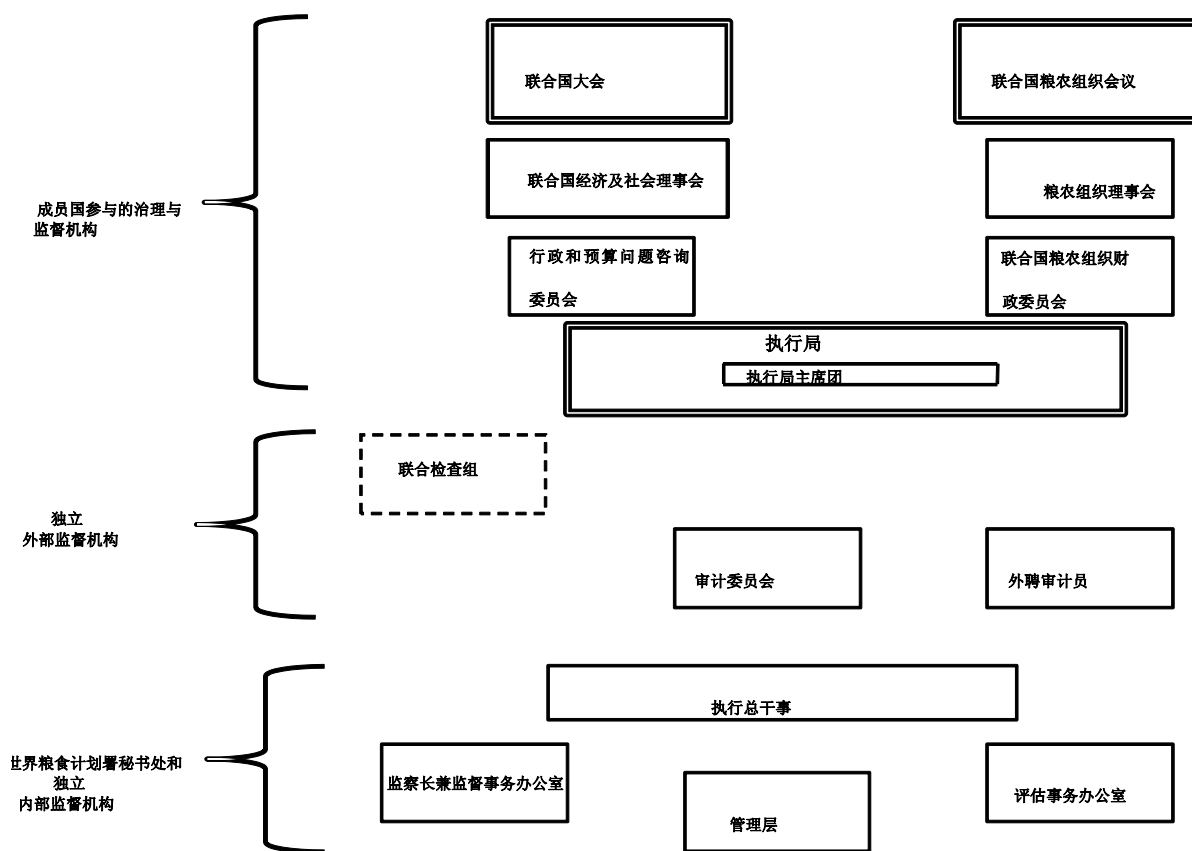 联合国大会
联合国粮农组织会议
联合国经济及社会理事会
粮农组织理事会
成员国参与的治理与
监督机构
行政和预算问题咨询
委员会
联合国粮农组织财
政委员会
执行局
执行局主席团
联合检查组
独立
外部监督机构
审计委员会
外聘审计员
执行总干事
世界粮食计划署秘书处和
独立
内部监督机构
监察长兼监督事务办公室
管理层
评估事务办公室